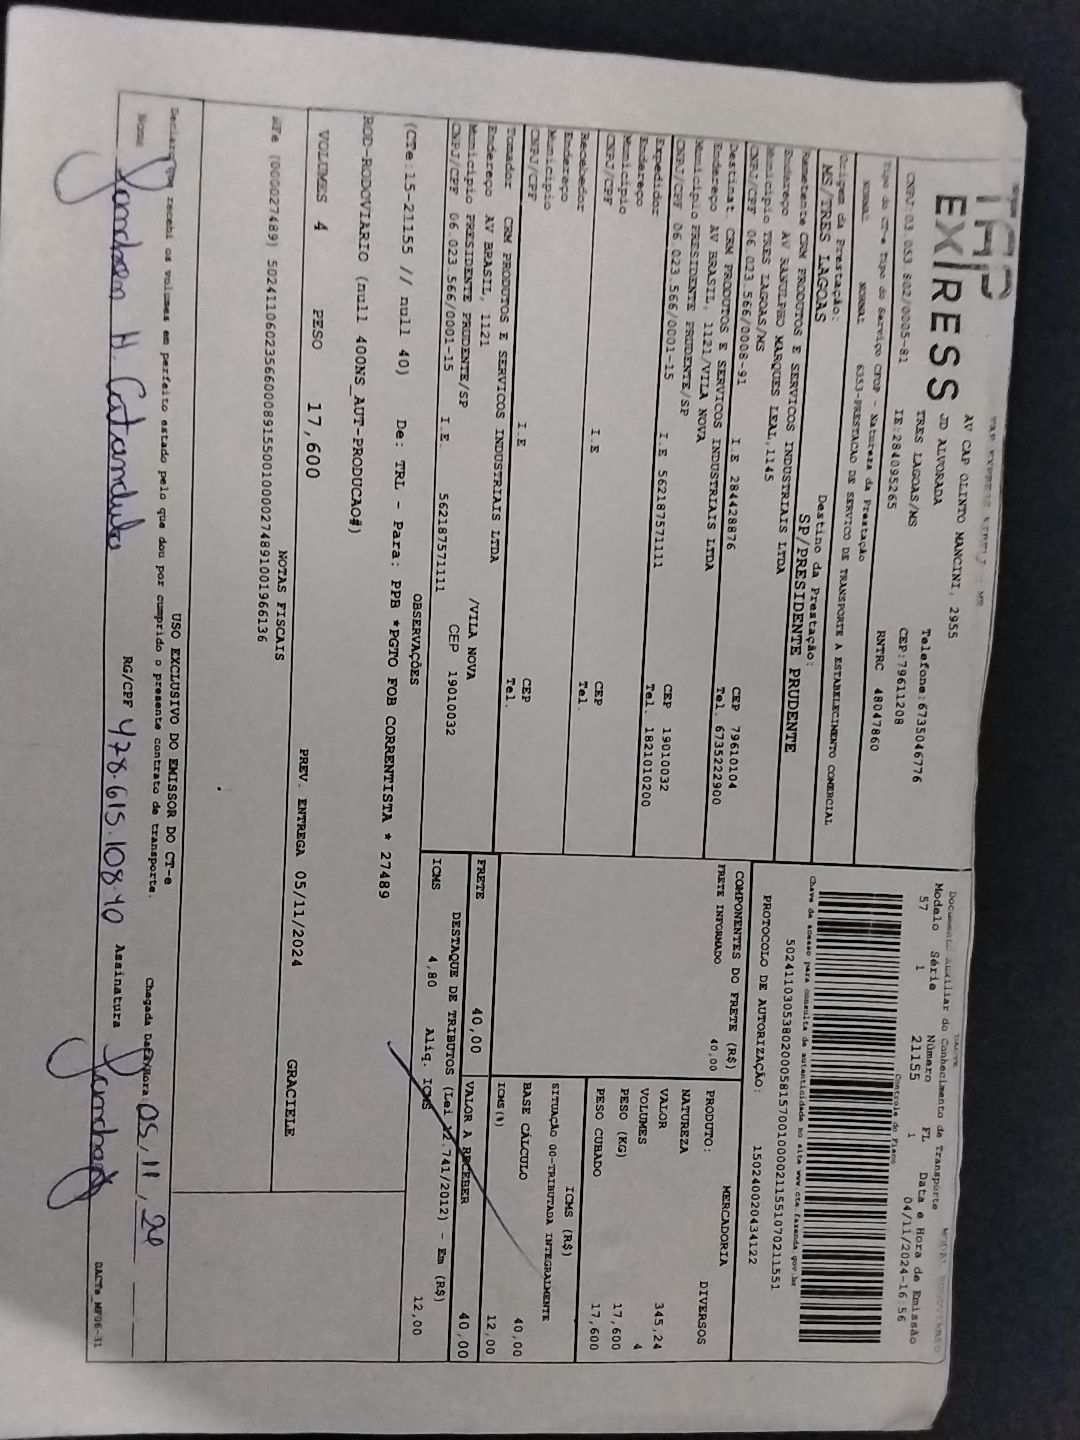 TAP
EX/RESS
AV CAP OLINTO MANCINI, 2955
JD ALVORADA
TRES LAGOAS/MS
Telefone:6735046776
CEP:79611208
CNPJ:03.053.802/0005-81
IE:284095265
RNTRC 48047860
Tipo do CT-e Tipo do Serviço CFOP - Natureza da Prestação
NORMAL NORMAL 6353-PRESTACAO DE SERVICO DE TRANSPORTE A ESTABELECIMENTO COMERCIAL
Origem da Prestação: Destino da Prestação:
MS/TRES LAGOAS SP/PRESIDENTE PRUDENTE
Remetente CRM PRODUTOS E SERVICOS INDUSTRIAIS LTDA
Endereço AV RANULPHO MARQUES LEAL,1145
Município TRES LAGOAS/MS CEP 79610104
CNPJ/CPF 06.023.566/0008-91 I.E 284428876 Tel. 6735222900
Destinat. CRM PRODUTOS E SERVICOS INDUSTRIAIS LTDA
Endereço AV BRASIL, 1121/VILA NOVA
Município PRESIDENTE PRUDENTE/SP CEP 19010032
CNPJ/CPF 06.023.566/0001-15 I.E 562187571111 Tel. 1821010200
Expedidor
Endereço
Município CEP
CNPJ/CPF I.E Tel.
Recebedor
Endereço
Município CEP
CNPJ/CPF I.E Tel.
Tomador CRM PRODUTOS E SERVICOS INDUSTRIAIS LTDA
Endereço AV BRASIL, 1121 /VILA NOVA
Município PRESIDENTE PRUDENTE/SP CEP 19010032
CNPJ/CPF 06.023.566/0001-15 I.E. 562187571111
Documento Auxiliar do Conhecimento de Transporte
Modelo Série Número FL Data e Hora de Emissão
57 1 21155 1 04/11/2024-16:56
Controle do Fisco
Chave de acesso para consulta de autenticidade no site www.cte.fazenda.gov.br
50241103053802000581570010000211551070211551
PROTOCOLO DE AUTORIZAÇÃO: 150240020434122
COMPONENTES DO FRETE (R$)
FRETE INFORMADO 40,00
FRETE 40,00
PRODUTO: MERCADORIA
NATUREZA DIVERSOS
VALOR 345,24
VOLUMES 4
PESO (KG) 17,600
PESO CUBADO 17,600
ICMS (R$)
SITUAÇÃO 00-TRIBUTADA INTEGRALMENTE
BASE CÁLCULO 40,00
ICMS(%) 12,00
VALOR A RECEBER 40,00
DESTAQUE DE TRIBUTOS (Lei 12.741/2012) - Em (R$)
ICMS 4,80 Alíq. ICMS 12,00
OBSERVAÇÕES
(CTe:15-21155 // null 40) De: TRL - Para: PPB *PGTO FOB CORRENTISTA * 27489
ROD-RODOVIARIO (null 400NS_AUT-PRODUCAO#)
VOLUMES 4 PESO 17,600 PREV. ENTREGA 05/11/2024 GRACIELE
NOTAS FISCAIS
NFe (000027489) 50241106023566000891550010000274891001966136
USO EXCLUSIVO DO EMISSOR DO CT-e
Declaro que recebi os volumes em perfeito estado pelo que dou por cumprido o presente contrato de transporte. Chegada Data/Hora 05,11,24
Nome RG/CPF 478.615.108-40 Assinatura